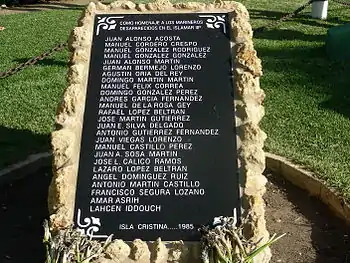 COMO HOMENAJE A LOS MARINEROS
DESAPARECIDOS EN EL ISLAMAR IIIº
JUAN ALONSO ACOSTA
MANUEL CORDERO CRESPO
MANUEL GONZALEZ RODRIGUEZ
MANUEL GONZALEZ GONZALEZ
JUAN ALONSO MARTIN
GERMAN BERMEJO LORENZO
AGUSTIN ORIA DEL REY
DOMINGO MARTIN MARTIN
MANUEL FELIX CORREA
DOMINGO GONZALEZ PEREZ
ANDRES GARCIA FERNANDEZ
MANUEL DE LA ROSA GEY
RAFAEL LOPEZ BELTRAN
JOSE MARTIN GUTIERREZ
JUAN E. SILVA DELGADO
ANTONIO GUTIERREZ FERNANDEZ
JUAN VIEGAS LORENZO
MANUEL CASTILLO PEREZ
JUAN A. SOSA MARTIN
JOSE L. CALICO RAMOS
LAZARO LOPEZ BELTRAN
ANGEL DOMINGUEZ RUIZ
ANTONIO MARTIN CASTILLO
FRANCISCO SEGURA LOZANO
AMAR ASRIH
LAHCEN IDDOUCH
ISLA CRISTINA.....1985